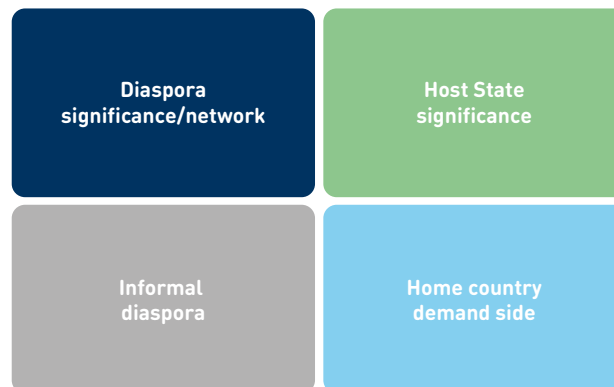 Diaspora
significance/network
Host State
significance
Informal
diaspora
Home country
demand side